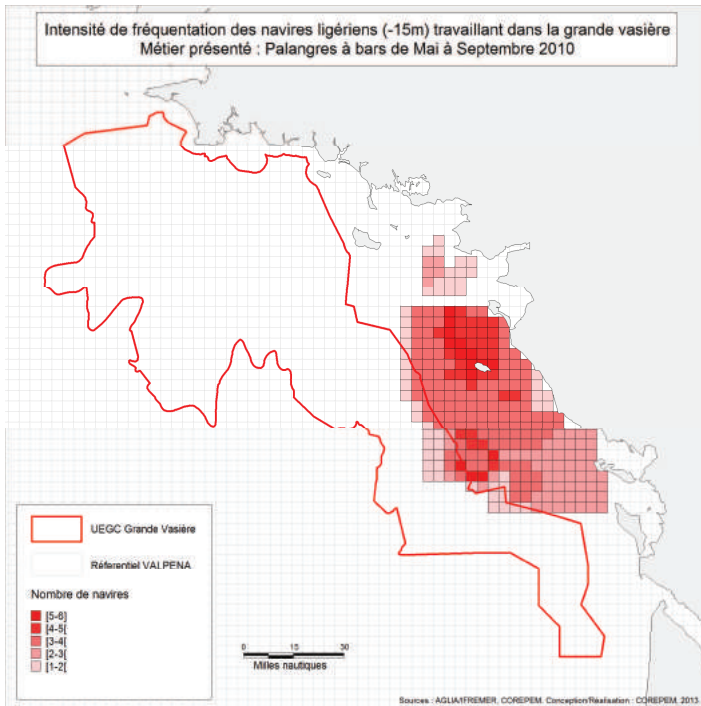 Intensité de fréquentation des navires ligériens (-15m) travaillant dans la grande vasière
Métier présenté : Palangres à bars de Mai à Septembre 2010
UEGC Grande Vasière
Réferentiel VALPENA
Nombre de navires
[5-6]
[4-5[
[3-4[
[2-3[
[1-2[
0 15 30
Milles nautiques
Sources : AGLIA/IFREMER, COREPEM. Conception/Réalisation : COREPEM, 2013